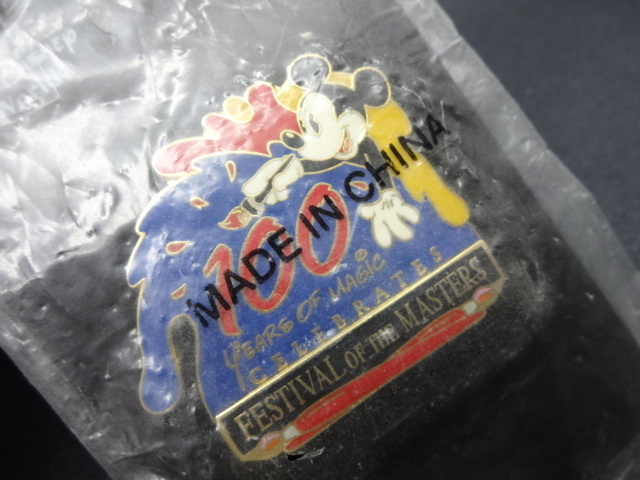 MADE IN CHINA
100
YEARS OF MAGIC
CELEBRATES
FESTIVAL OF THE MASTERS